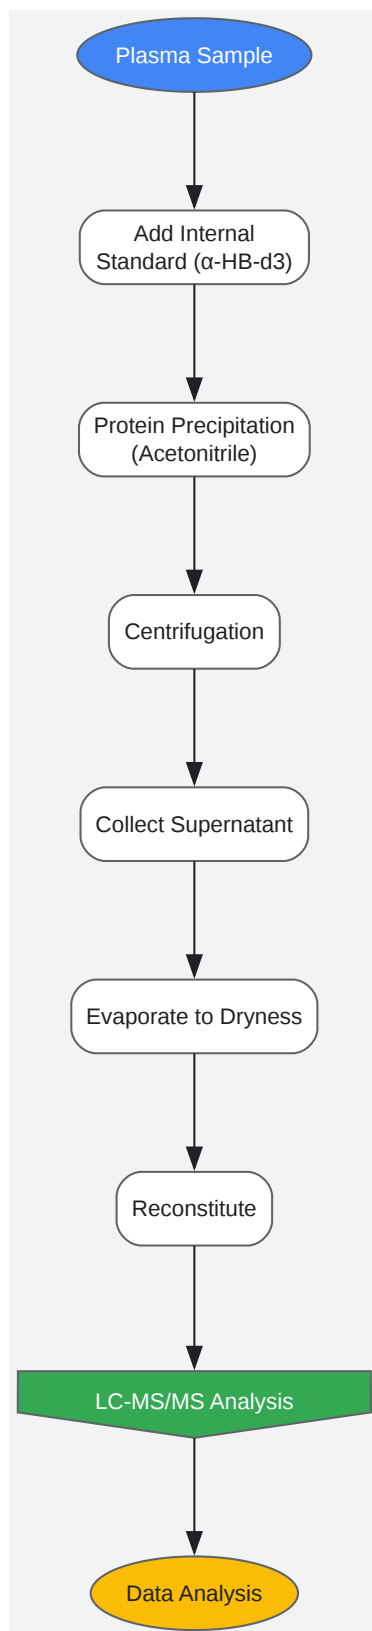 Plasma Sample
Add Internal
Standard (α-HB-d3)
Protein Precipitation
(Acetonitrile)
Centrifugation
Collect Supernatant
Evaporate to Dryness
Reconstitute
LC-MS/MS Analysis
Data Analysis